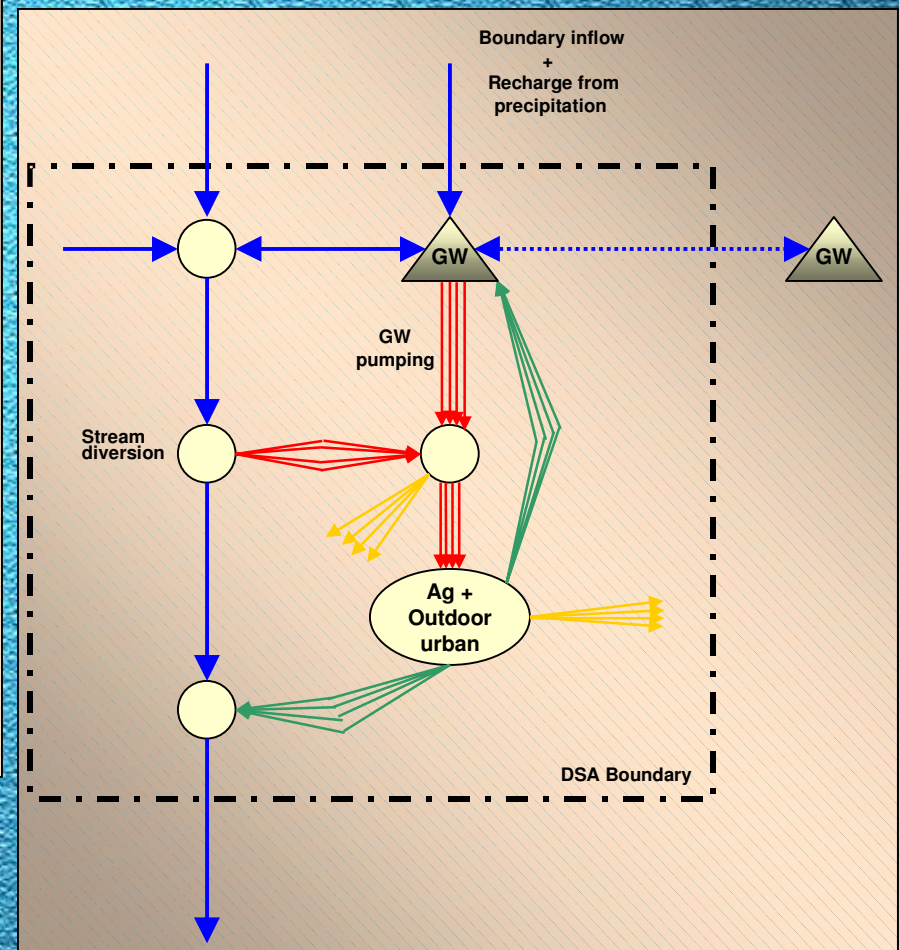 Boundary inflow
+
Recharge from
precipitation
GW
GW
GW
pumping
Stream
diversion
Ag +
Outdoor
urban
DSA Boundary